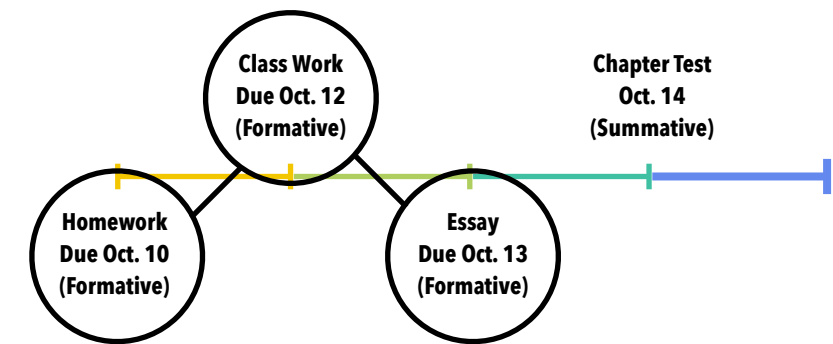 Homework
Due Oct. 10
(Formative)
Class Work
Due Oct. 12
(Formative)
Essay
Due Oct. 13
(Formative)
Chapter Test
Oct. 14
(Summative)